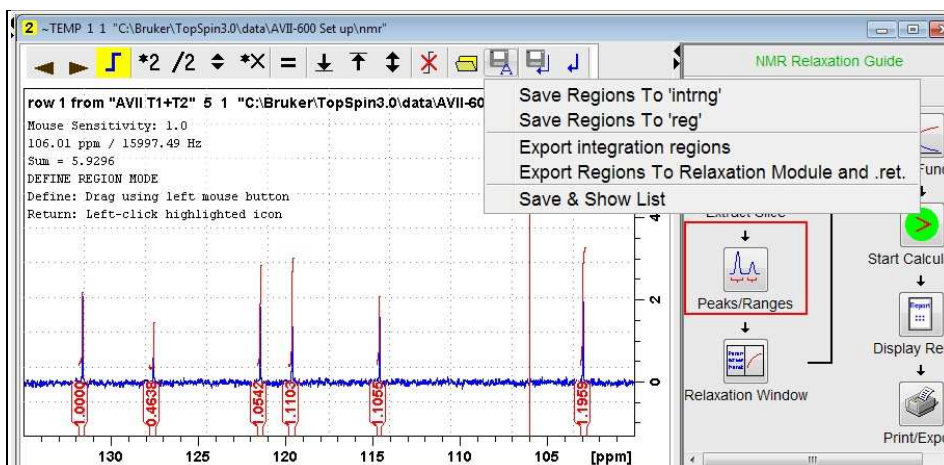 2 ~TEMP 1 1 "C:\Bruker\TopSpin3.0\data\AVII-600 Set up\nmr"
*2 /2 *X =
NMR Relaxation Guide
row 1 from "AVII T1+T2" 5 1 "C:\Bruker\TopSpin3.0\data\AVII-60
Mouse Sensitivity: 1.0
106.01 ppm / 15997.49 Hz
Sum = 5.9296
DEFINE REGION MODE
Define: Drag using left mouse button
Return: Left-click highlighted icon
Save Regions To 'intrng'
Save Regions To 'reg'
Export integration regions
Export Regions To Relaxation Module and .ret.
Save & Show List
Extract Slice
Peaks/Ranges
Relaxation Window
Start Calcul
Report
Display Re
Print/Expo
4
2
0
1.0000
0.4638
1.0542
1.1103
1.1055
1.1959
130 125 120 115 110 105 [ppm]